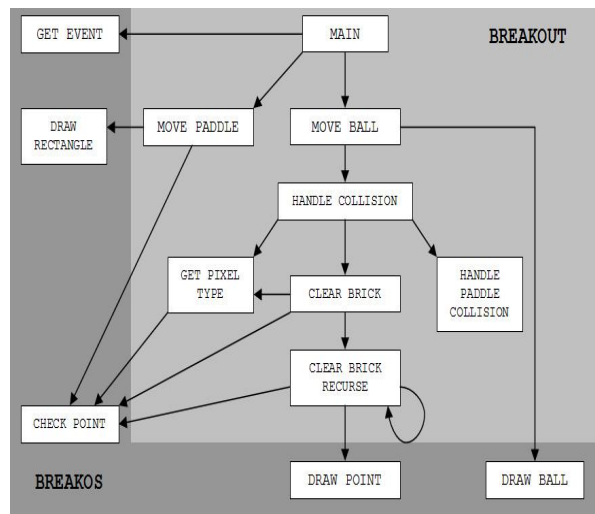 GET EVENT
MAIN
BREAKOUT
DRAW
RECTANGLE
MOVE PADDLE
MOVE BALL
HANDLE COLLISION
GET PIXEL
TYPE
CLEAR BRICK
HANDLE
PADDLE
COLLISION
CLEAR BRICK
RECURSE
CHECK POINT
BREAKOS
DRAW POINT
DRAW BALL